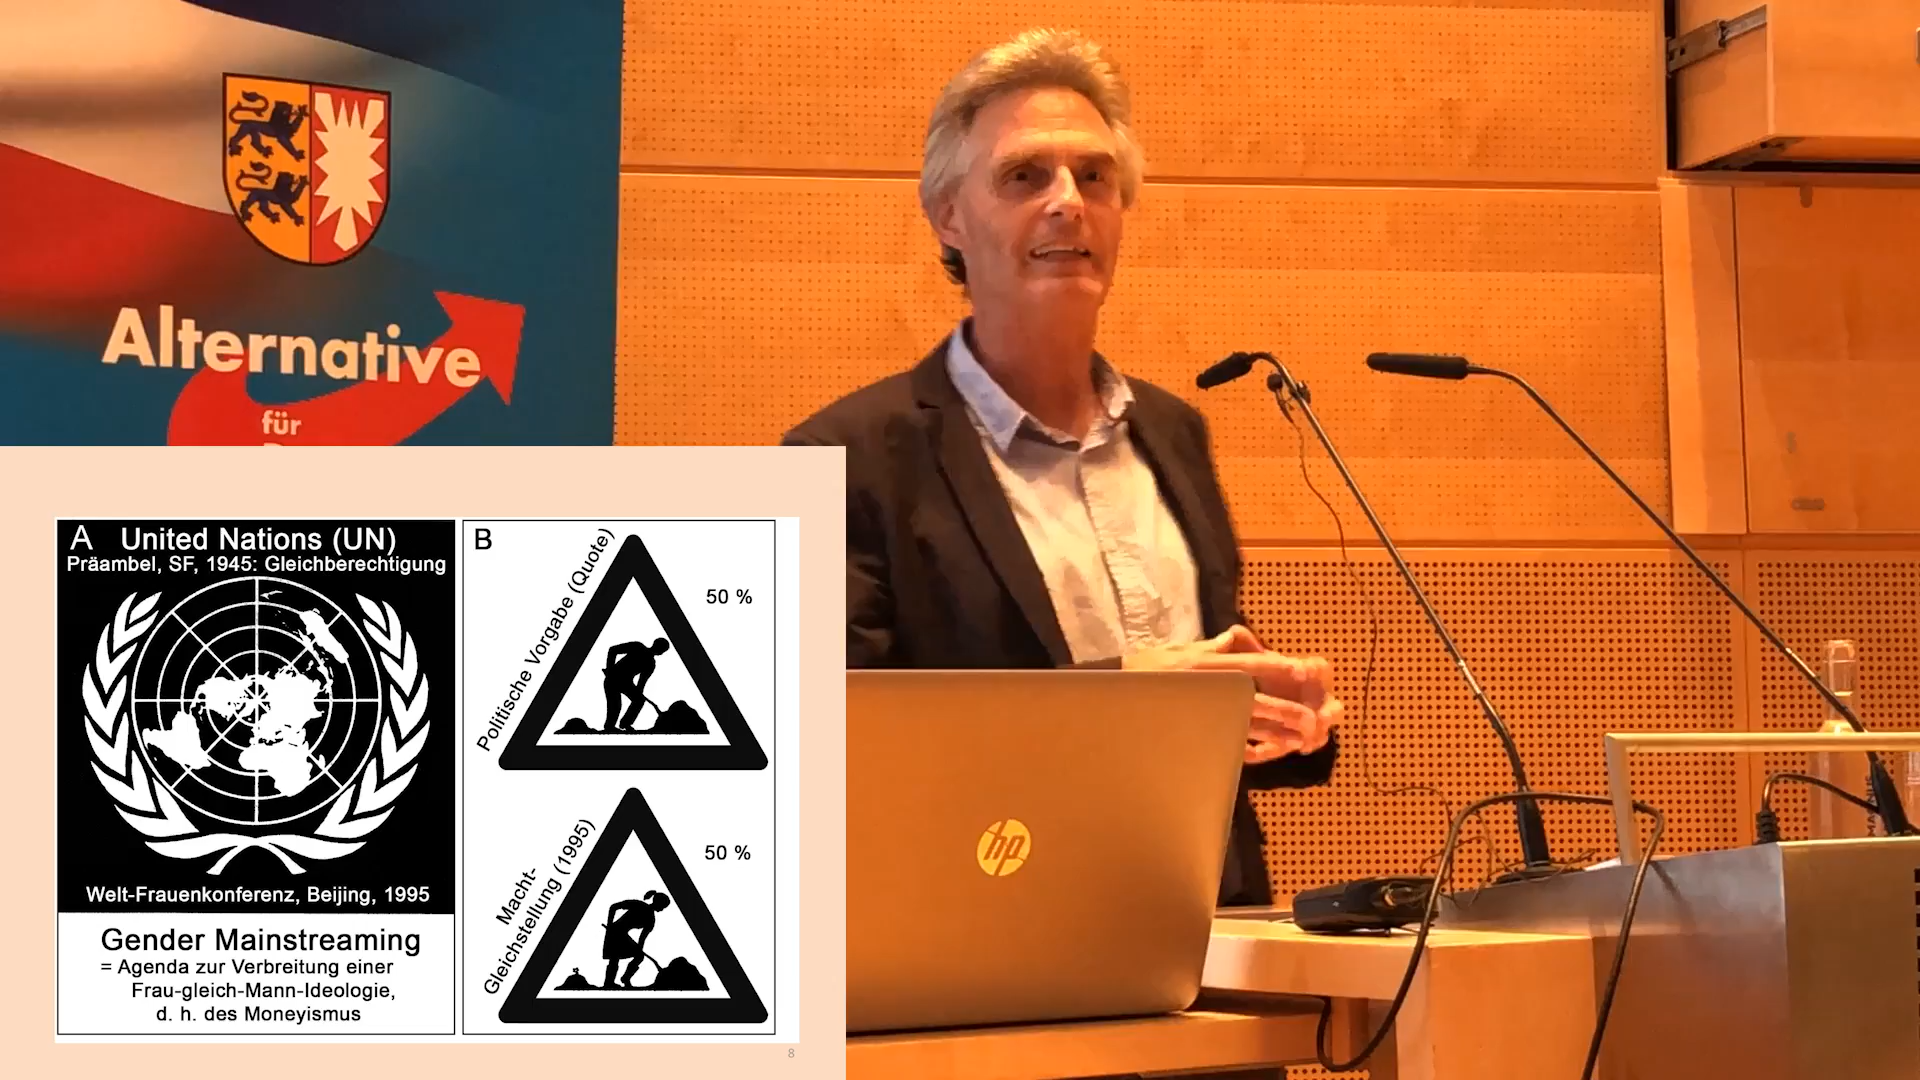 Alternative
für
A United Nations (UN)
Präambel, SF, 1945: Gleichberechtigung
Welt-Frauenkonferenz, Beijing, 1995
Gender Mainstreaming
= Agenda zur Verbreitung einer
Frau-gleich-Mann-Ideologie,
d. h. des Moneyismus
B
Politische Vorgabe (Quote)
50 %
Macht-
Gleichstellung (1995)
50 %
8
hp